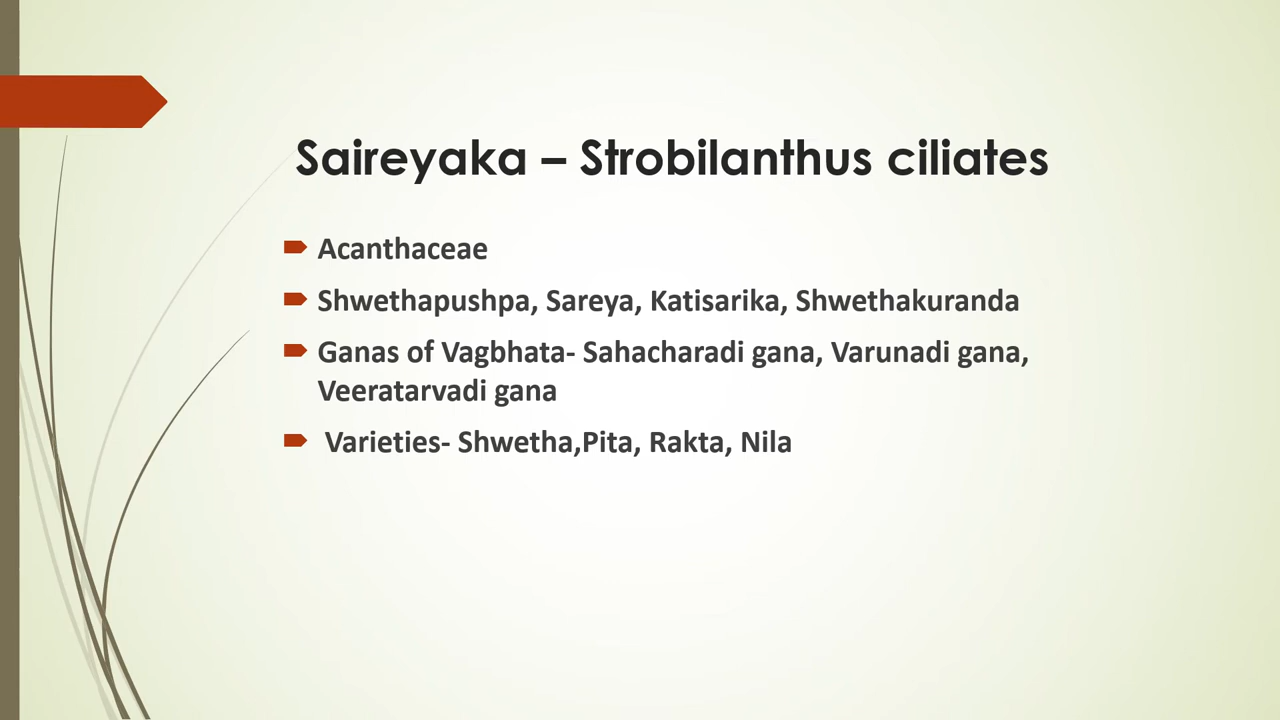 Saireyaka – Strobilanthus ciliates
Acanthaceae
Shwethapushpa, Sareya, Katisarika, Shwethakuranda
Ganas of Vagbhata- Sahacharadi gana, Varunadi gana,
Veeratarvadi gana
Varieties- Shwetha,Pita, Rakta, Nila